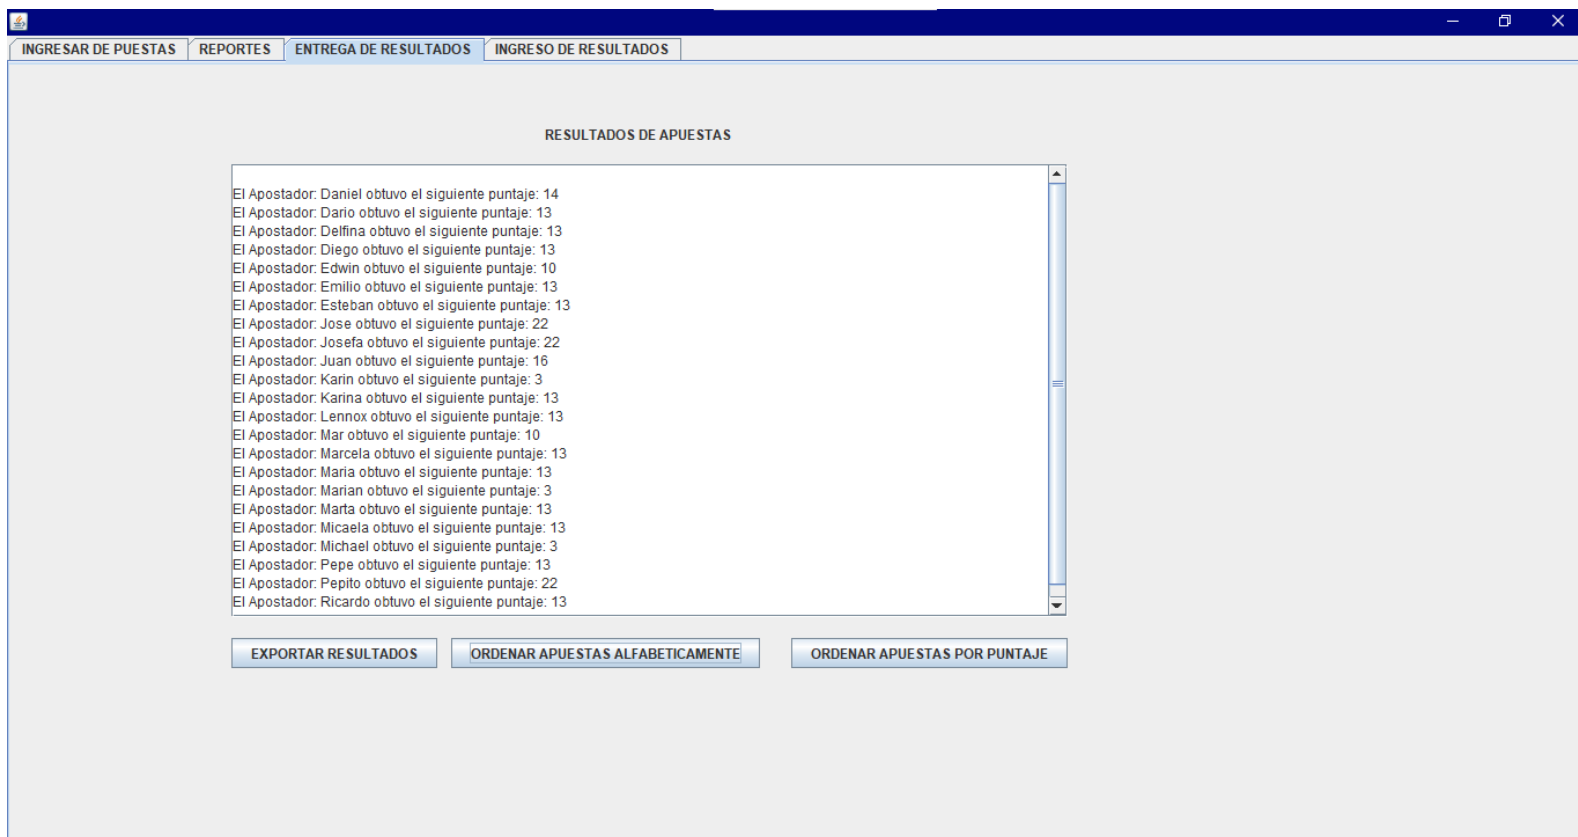 INGRESAR DE PUESTAS REPORTES ENTREGA DE RESULTADOS INGRESO DE RESULTADOS
RESULTADOS DE APUESTAS
El Apostador: Daniel obtuvo el siguiente puntaje: 14
El Apostador: Dario obtuvo el siguiente puntaje: 13
El Apostador: Delfina obtuvo el siguiente puntaje: 13
El Apostador: Diego obtuvo el siguiente puntaje: 13
El Apostador: Edwin obtuvo el siguiente puntaje: 10
El Apostador: Emilio obtuvo el siguiente puntaje: 13
El Apostador: Esteban obtuvo el siguiente puntaje: 13
El Apostador: Jose obtuvo el siguiente puntaje: 22
El Apostador: Josefa obtuvo el siguiente puntaje: 22
El Apostador: Juan obtuvo el siguiente puntaje: 16
El Apostador: Karin obtuvo el siguiente puntaje: 3
El Apostador: Karina obtuvo el siguiente puntaje: 13
El Apostador: Lennox obtuvo el siguiente puntaje: 13
El Apostador: Mar obtuvo el siguiente puntaje: 10
El Apostador: Marcela obtuvo el siguiente puntaje: 13
El Apostador: Maria obtuvo el siguiente puntaje: 13
El Apostador: Marian obtuvo el siguiente puntaje: 3
El Apostador: Marta obtuvo el siguiente puntaje: 13
El Apostador: Micaela obtuvo el siguiente puntaje: 13
El Apostador: Michael obtuvo el siguiente puntaje: 3
El Apostador: Pepe obtuvo el siguiente puntaje: 13
El Apostador: Pepito obtuvo el siguiente puntaje: 22
El Apostador: Ricardo obtuvo el siguiente puntaje: 13
EXPORTAR RESULTADOS ORDENAR APUESTAS ALFABETICAMENTE ORDENAR APUESTAS POR PUNTAJE